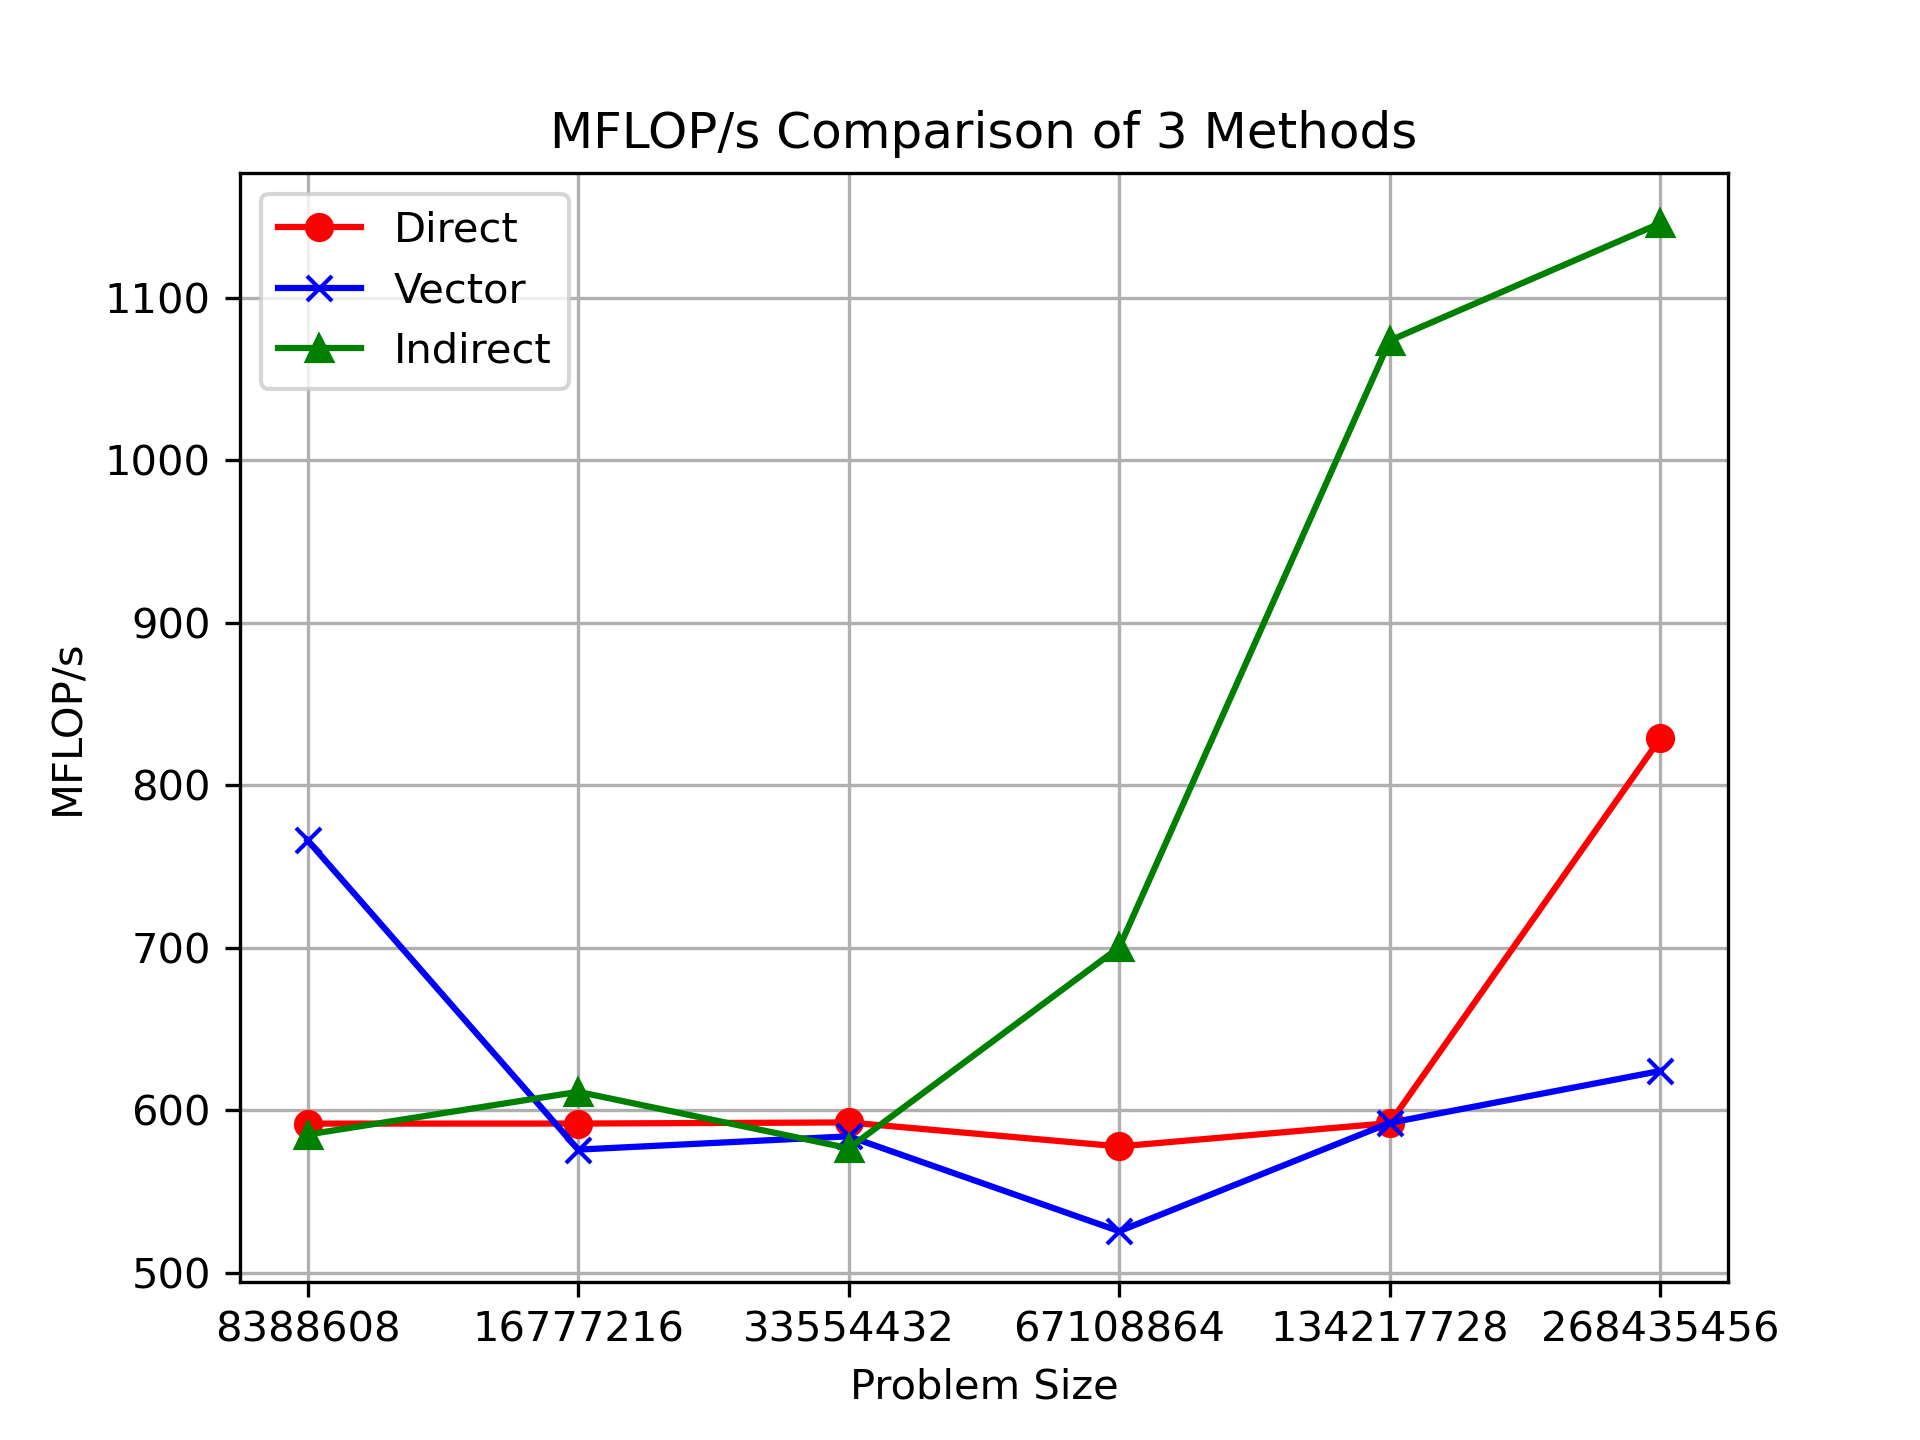 MFLOP/s Comparison of 3 Methods
Direct
Vector
Indirect
1100
1000
900
800
700
600
500
MFLOP/s
8388608 16777216 33554432 67108864 134217728 268435456
Problem Size